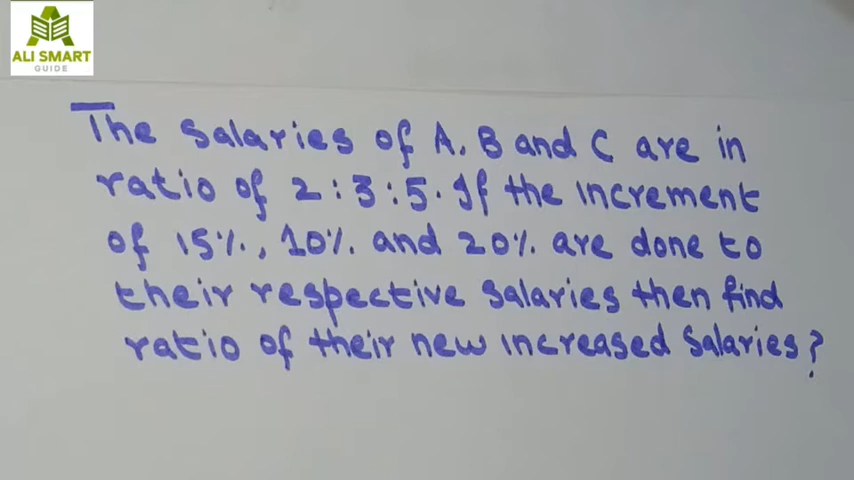 ALI SMART
GUIDE
The Salaries of A, B and C are in
ratio of 2:3:5. If the increment
of 15%, 10% and 20% are done to
their respective salaries then find
ratio of their new increased salaries?